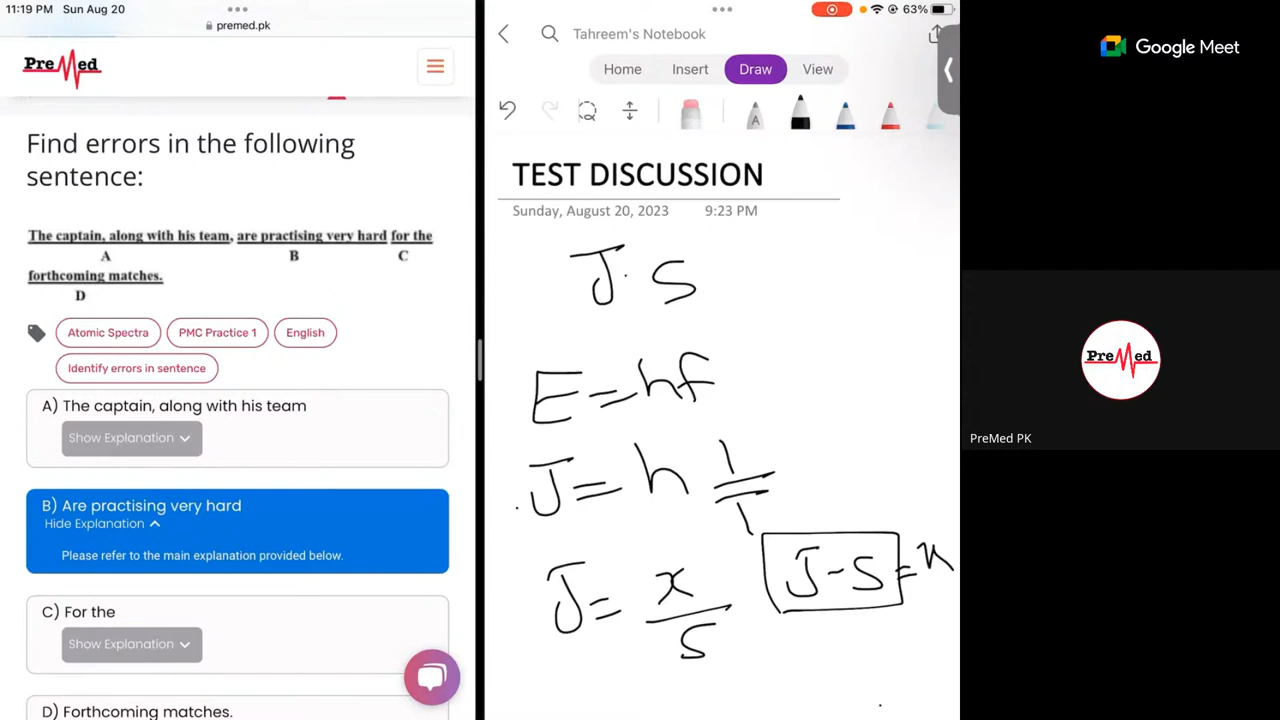 11:19 PM Sun Aug 20
premed.pk
PreMed
Find errors in the following
sentence:
The captain, along with his team, are practising very hard for the
A B C
forthcoming matches.
D
Atomic Spectra PMC Practice 1 English
Identify errors in sentence
A) The captain, along with his team
Show Explanation
B) Are practising very hard
Hide Explanation
Please refer to the main explanation provided below.
C) For the
Show Explanation
D) Forthcoming matches.
63%
Tahreem's Notebook
Home Insert Draw View
A
TEST DISCUSSION
Sunday, August 20, 2023 9:23 PM
J·s
E=hf
J=h
J=x/s
J-s=x
Google Meet
PreMed
PreMed PK